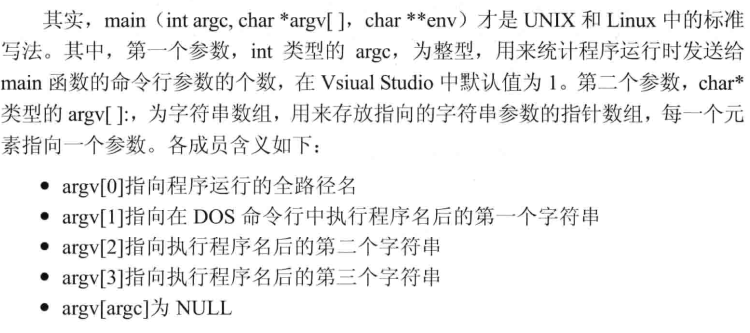 其实，main（int argc, char *argv[ ]，char **env）才是 UNIX 和 Linux 中的标准
写法。其中，第一个参数，int 类型的 argc，为整型，用来统计程序运行时发送给
main 函数的命令行参数的个数，在 Vsiual Studio 中默认值为 1。第二个参数，char*
类型的 argv[ ]:，为字符串数组，用来存放指向的字符串参数的指针数组，每一个元
素指向一个参数。各成员含义如下：
● argv[0]指向程序运行的全路径名
● argv[1]指向在 DOS 命令行中执行程序名后的第一个字符串
● argv[2]指向执行程序名后的第二个字符串
● argv[3]指向执行程序名后的第三个字符串
● argv[argc]为 NULL